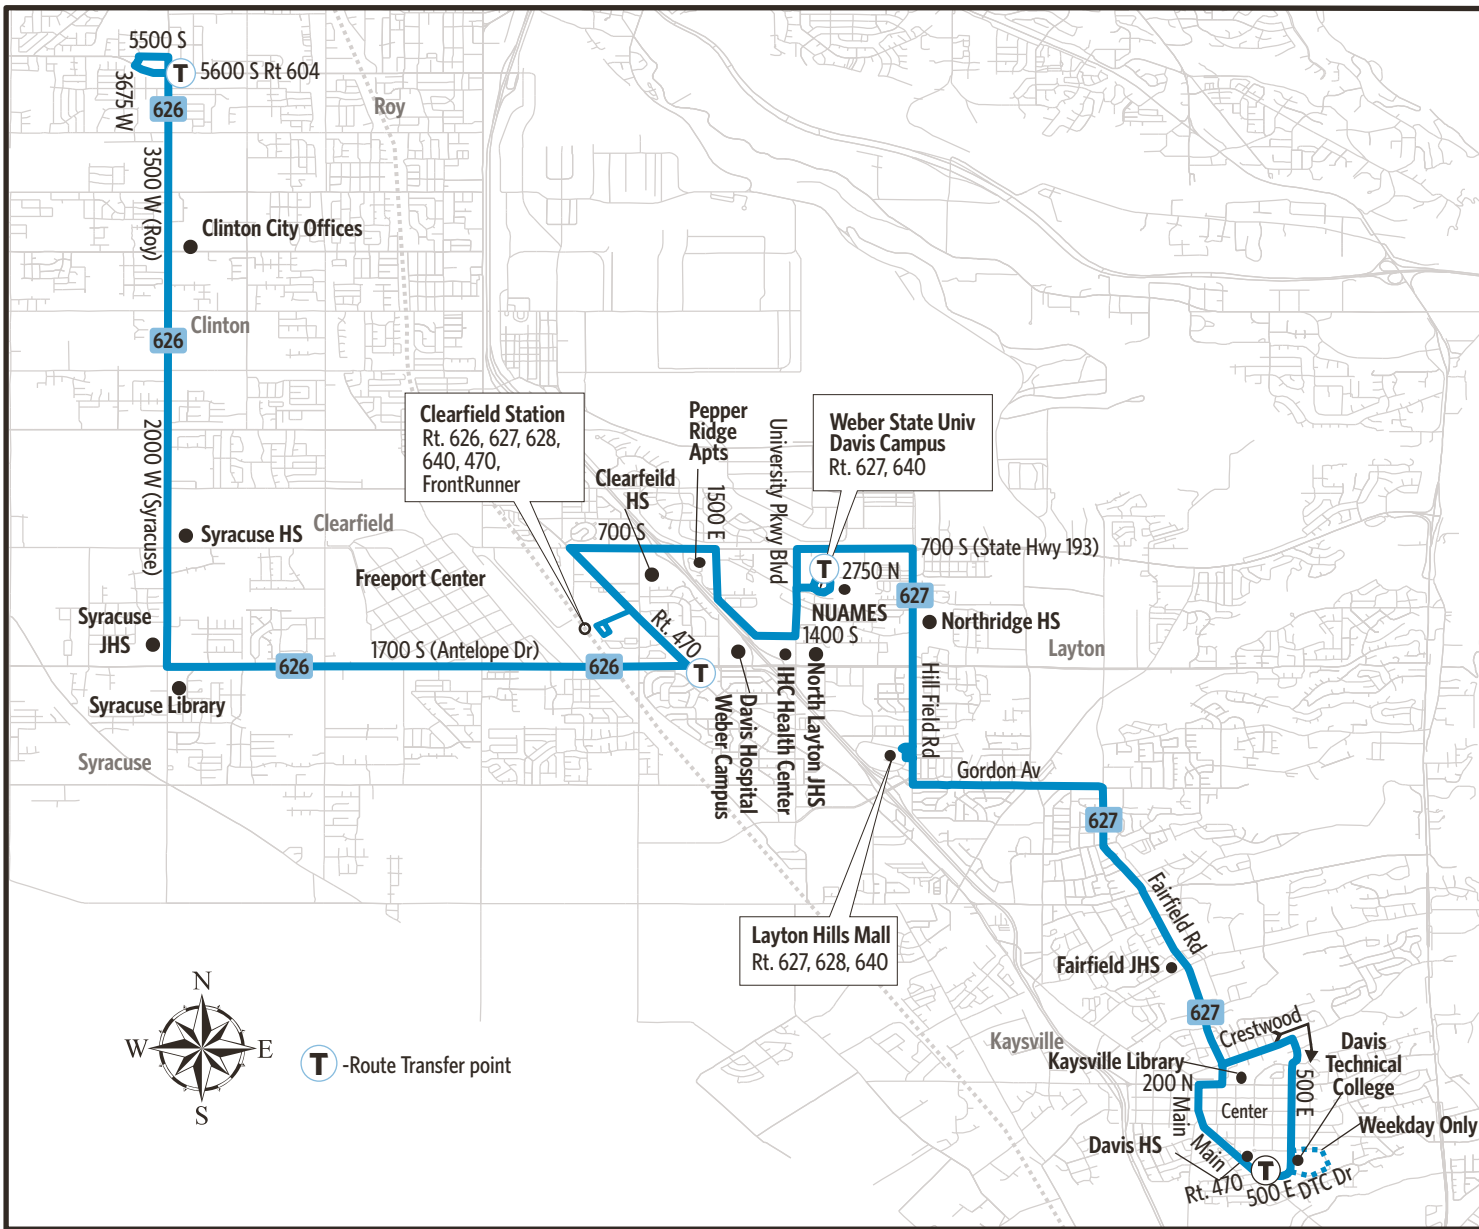 5500 S
5600 S Rt 604
3675 W
626
Roy
3500 W (Roy)
Clinton City Offices
Clinton
626
2000 W (Syracuse)
Clearfield Station
Rt. 626, 627, 628,
640, 470,
FrontRunner
Pepper
Ridge
Apts
University Pkwy Blvd
Weber State Univ
Davis Campus
Rt. 627, 640
Clearfeild
HS
1500 E
Syracuse HS
Clearfield
700 S
700 S (State Hwy 193)
Freeport Center
2750 N
627
NUAMES
Northridge HS
Syracuse
JHS
Rt. 470
1400 S
Layton
1700 S (Antelope Dr)
626
626
Syracuse Library
Davis Hospital
Weber Campus
IHC Health Center
North Layton JHS
Hill Field Rd
Syracuse
Gordon Av
627
Fairfield Rd
Layton Hills Mall
Rt. 627, 628, 640
Fairfield JHS
N
W
E
S
T -Route Transfer point
627
Crestwood
Kaysville
Kaysville Library
Davis
Technical
College
200 N
500 E
Main
Center
Weekday Only
Davis HS
Main
Rt. 470
500 E
DTC Dr
T
T
T
T